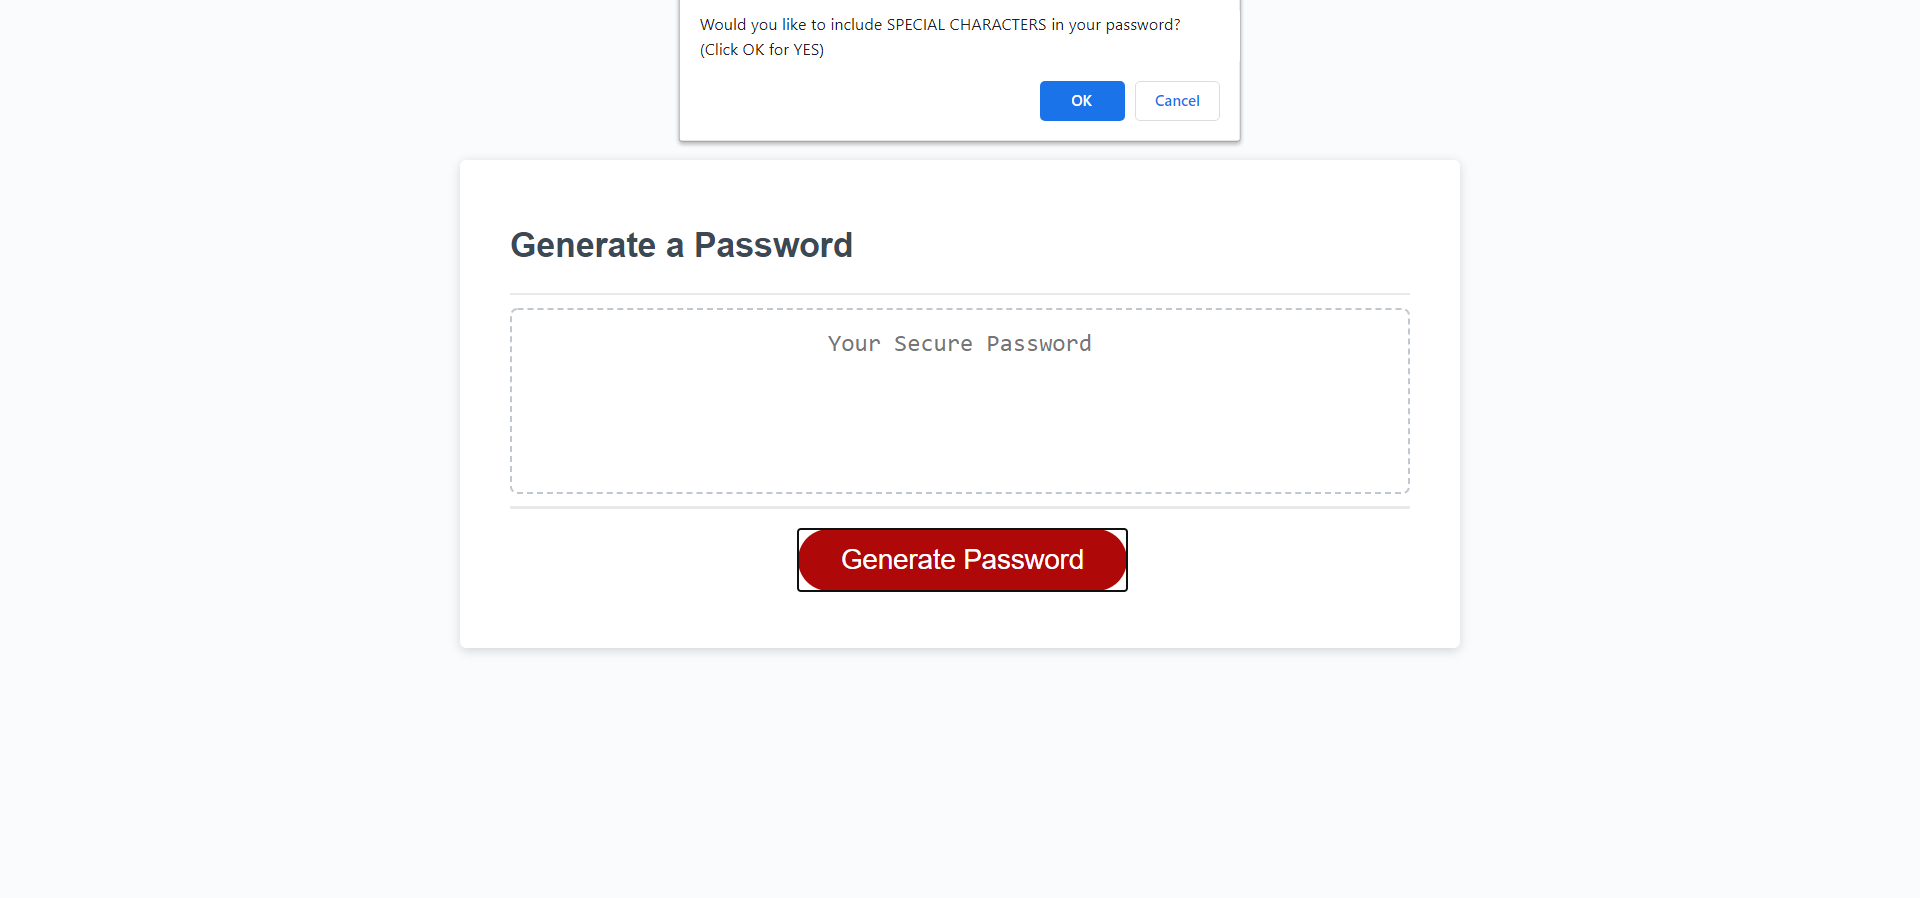 Would you like to include SPECIAL CHARACTERS in your password?
(Click OK for YES)
OK
Cancel
Generate a Password
Your Secure Password
Generate Password